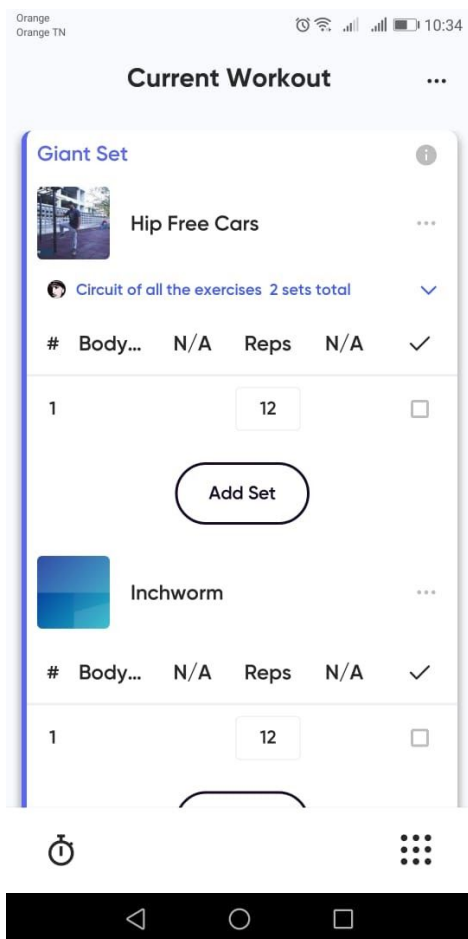 Orange
Orange TN
10:34
Current Workout
Giant Set
Hip Free Cars
Circuit of all the exercises 2 sets total
# Body... N/A Reps N/A
1 12
Add Set
Inchworm
# Body... N/A Reps N/A
1 12